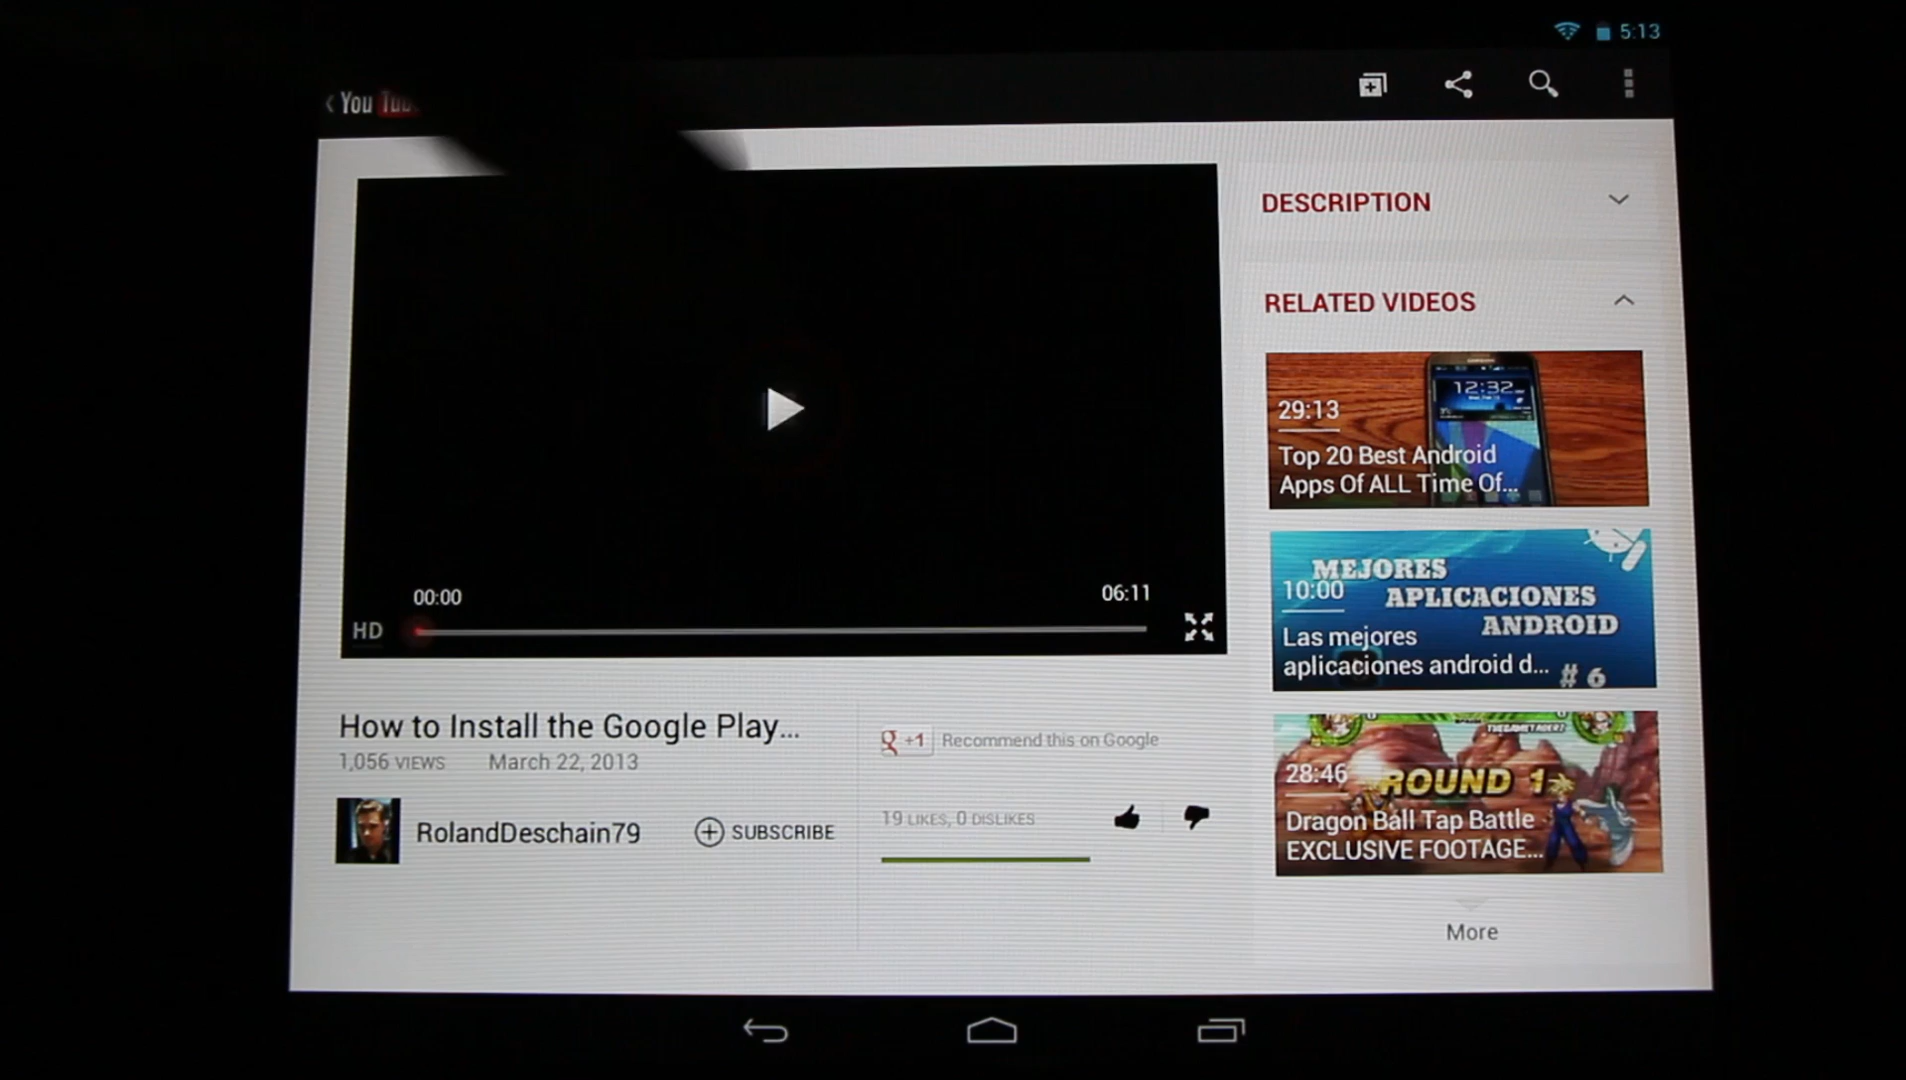 5:13
You Tube
DESCRIPTION
RELATED VIDEOS
12:32
29:13
Top 20 Best Android
Apps Of ALL Time Of...
MEJORES
10:00
APLICACIONES
ANDROID
Las mejores
aplicaciones android d...
# 6
ROUND 1
28:46
Dragon Ball Tap Battle
EXCLUSIVE FOOTAGE...
More
00:00
06:11
HD
How to Install the Google Play...
1,056 VIEWS March 22, 2013
RolandDeschain79
SUBSCRIBE
g +1 Recommend this on Google
19 LIKES, 0 DISLIKES